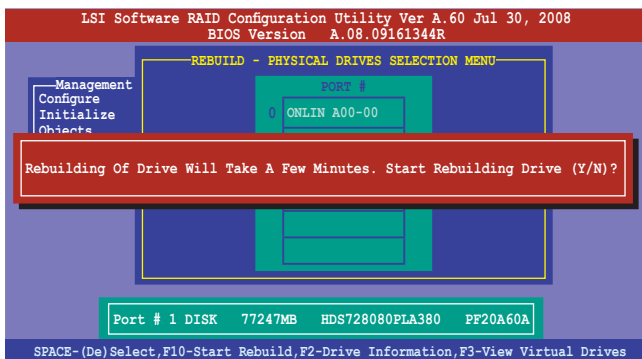 LSI Software RAID Configuration Utility Ver A.60 Jul 30, 2008
BIOS Version A.08.09161344R
REBUILD - PHYSICAL DRIVES SELECTION MENU
Management
Configure
Initialize
Objects
PORT #
0 ONLIN A00-00
Rebuilding Of Drive Will Take A Few Minutes. Start Rebuilding Drive (Y/N)?
Port # 1 DISK 77247MB HDS728080PLA380 PF20A60A
SPACE-(De)Select,F10-Start Rebuild,F2-Drive Information,F3-View Virtual Drives